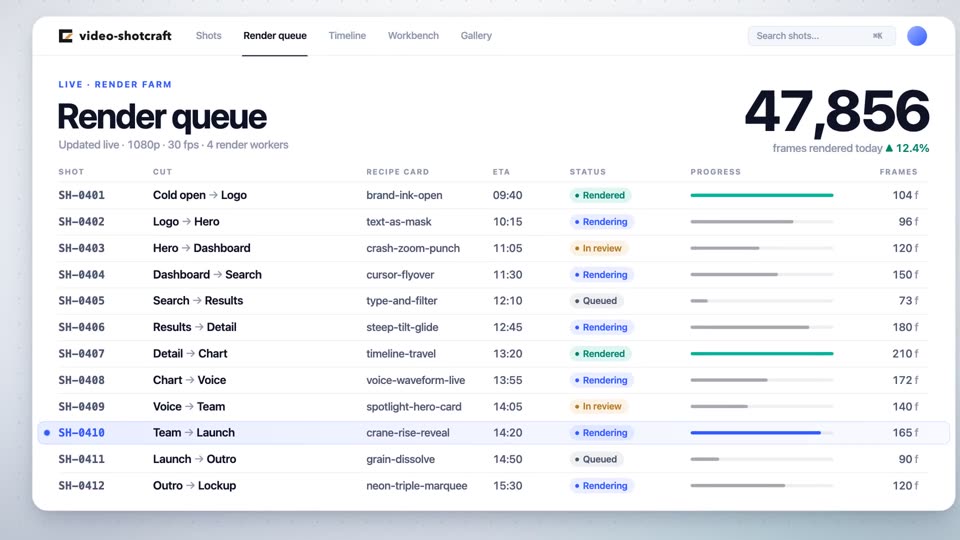 video-shotcraft Shots Render queue Timeline Workbench Gallery Search shots... ⌘K
LIVE · RENDER FARM
Render queue
47,856
Updated live · 1080p · 30 fps · 4 render workers
frames rendered today ▲ 12.4%
SHOT CUT RECIPE CARD ETA STATUS PROGRESS FRAMES
SH-0401 Cold open → Logo brand-ink-open 09:40 Rendered 104 f
SH-0402 Logo → Hero text-as-mask 10:15 Rendering 96 f
SH-0403 Hero → Dashboard crash-zoom-punch 11:05 In review 120 f
SH-0404 Dashboard → Search cursor-flyover 11:30 Rendering 150 f
SH-0405 Search → Results type-and-filter 12:10 Queued 73 f
SH-0406 Results → Detail steep-tilt-glide 12:45 Rendering 180 f
SH-0407 Detail → Chart timeline-travel 13:20 Rendered 210 f
SH-0408 Chart → Voice voice-waveform-live 13:55 Rendering 172 f
SH-0409 Voice → Team spotlight-hero-card 14:05 In review 140 f
SH-0410 Team → Launch crane-rise-reveal 14:20 Rendering 165 f
SH-0411 Launch → Outro grain-dissolve 14:50 Queued 90 f
SH-0412 Outro → Lockup neon-triple-marquee 15:30 Rendering 120 f